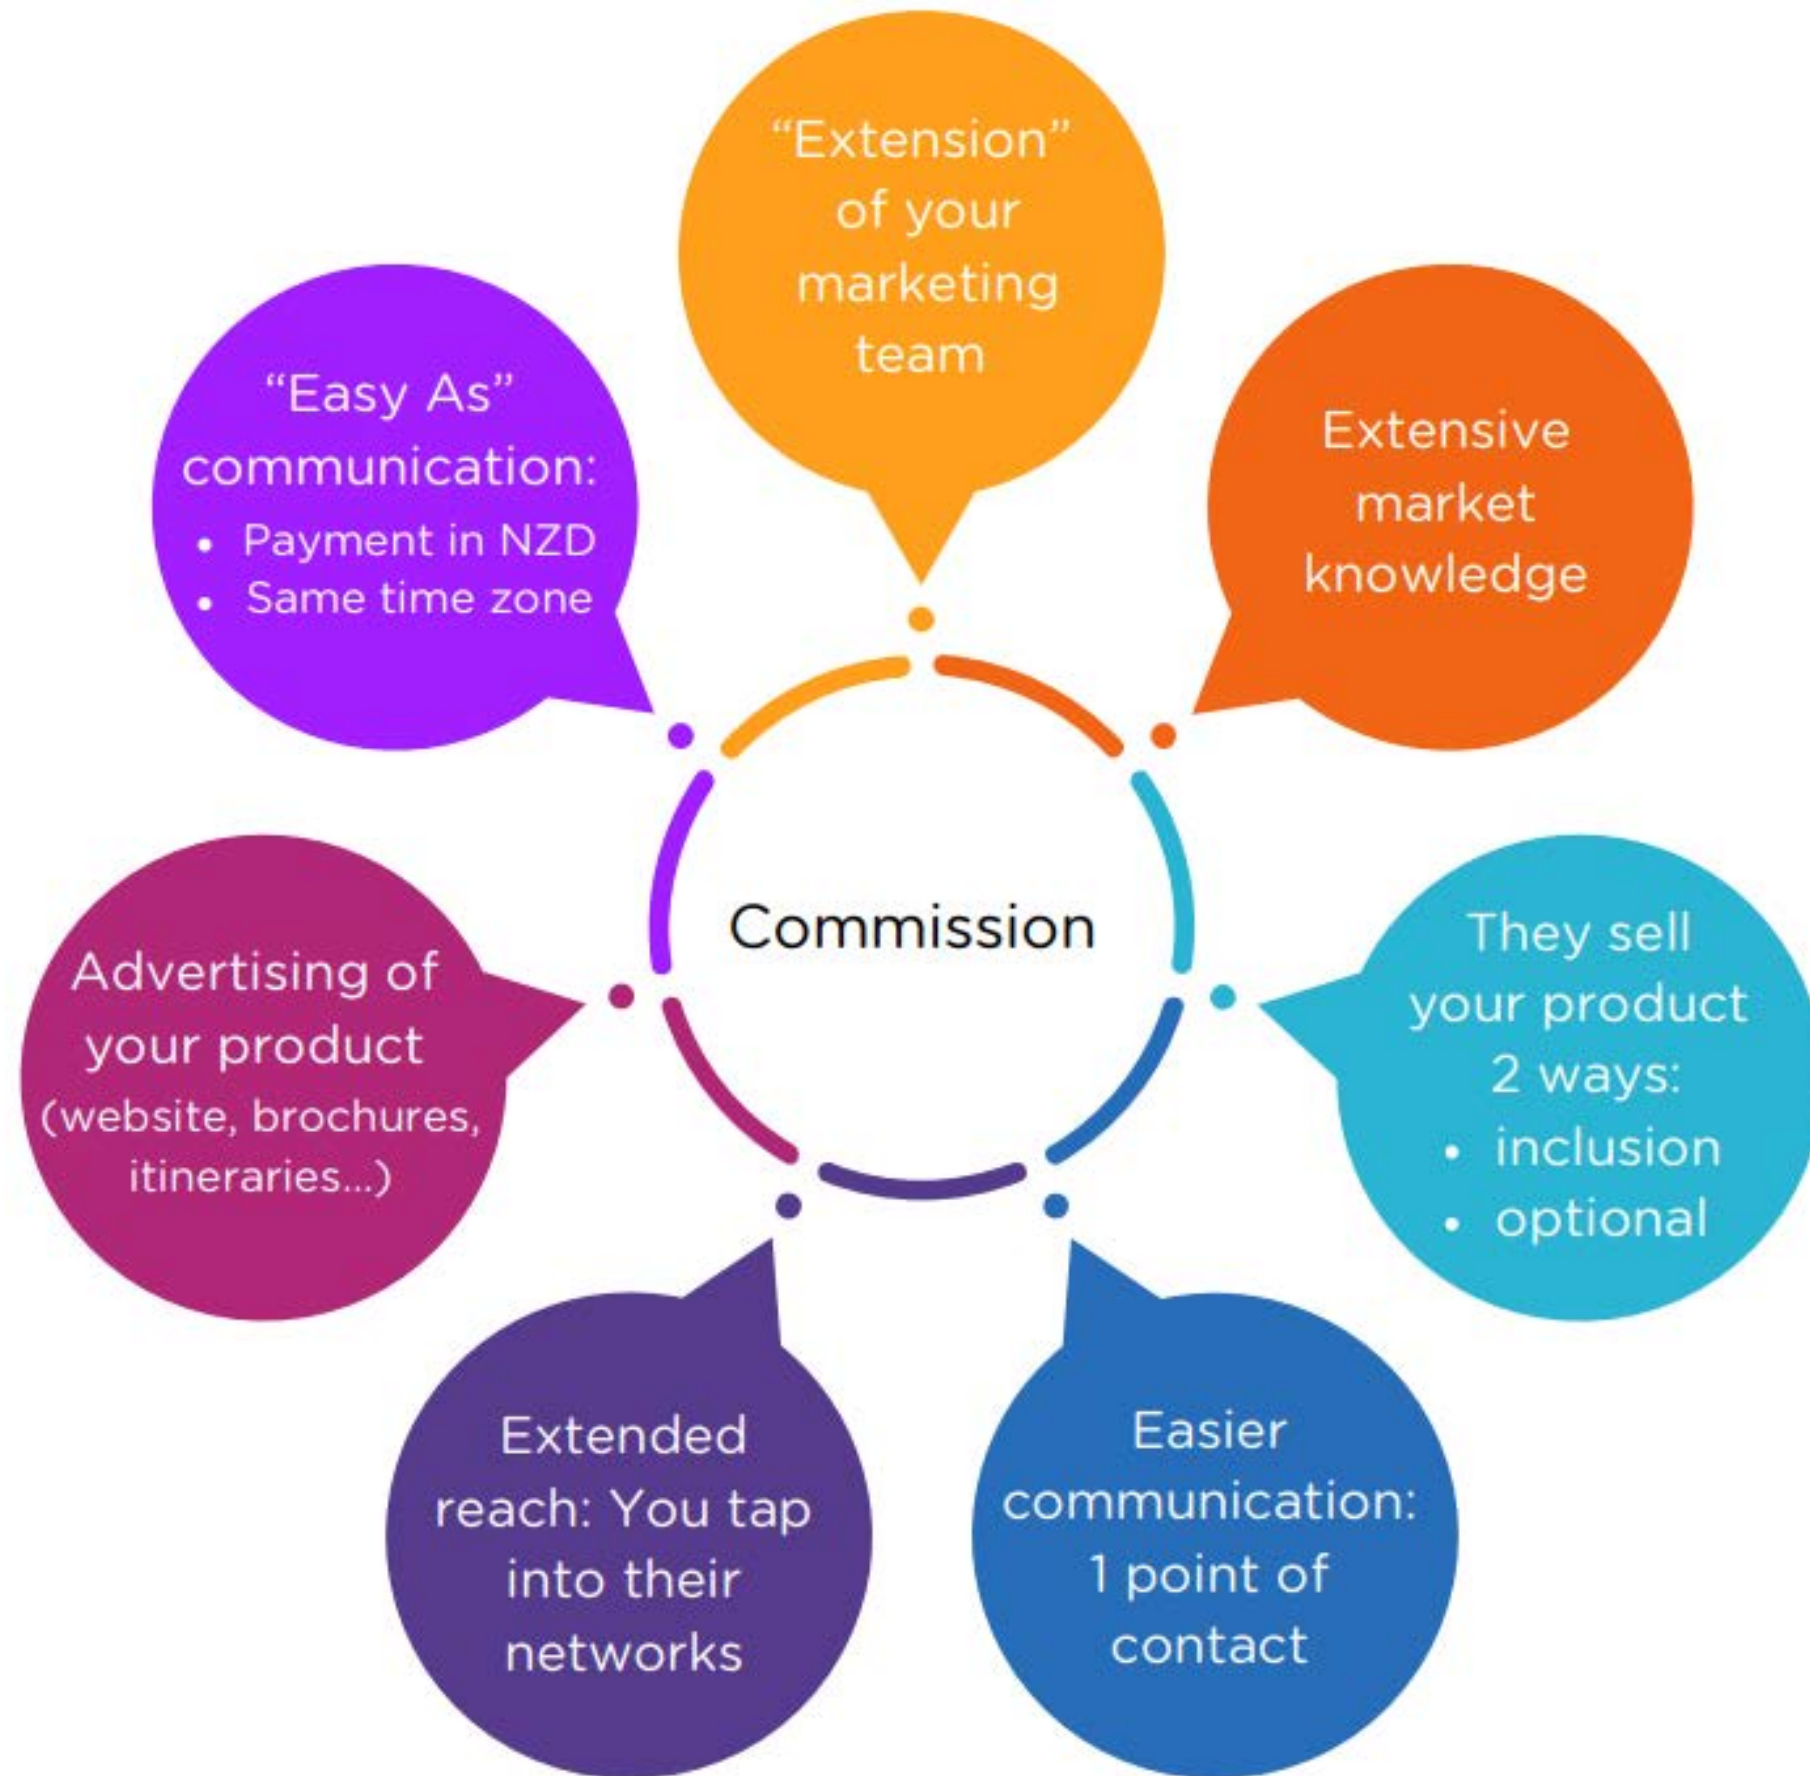 “Extension”
of your
marketing
team
Extensive
market
knowledge
They sell
your product
2 ways:
• inclusion
• optional
Easier
communication:
1 point of
contact
Extended
reach: You tap
into their
networks
Advertising of
your product
(website, brochures,
itineraries...)
“Easy As”
communication:
• Payment in NZD
• Same time zone
Commission